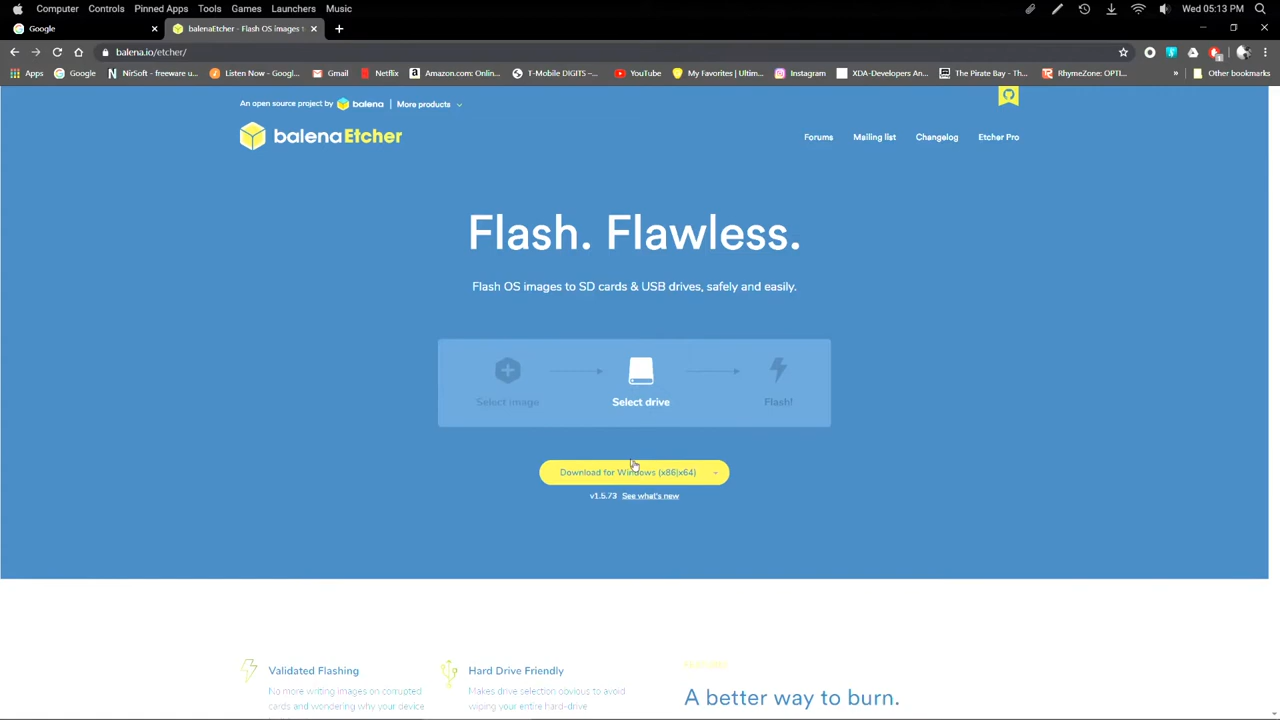 Computer Controls Pinned Apps Tools Games Launchers Music Wed 05:13 PM
Google balenaEtcher - Flash OS images t
balena.io/etcher/
Apps Google NirSoft - freeware u... Listen Now - Googl... Gmail Netflix Amazon.com: Onlin... T-Mobile DIGITS -... YouTube My Favorites | Ultim... Instagram XDA-Developers An... The Pirate Bay - Th... RhymeZone: OPTI... » Other bookmarks
An open source project by balena | More products
balenaEtcher Forums Mailing list Changelog Etcher Pro
Flash. Flawless.
Flash OS images to SD cards & USB drives, safely and easily.
Select image Select drive Flash!
Download for Windows (x86|x64)
v1.5.73 See what's new
Validated Flashing Hard Drive Friendly
No more writing images on corrupted Makes drive selection obvious to avoid A better way to burn.
cards and wondering why your device wiping your entire hard-drive